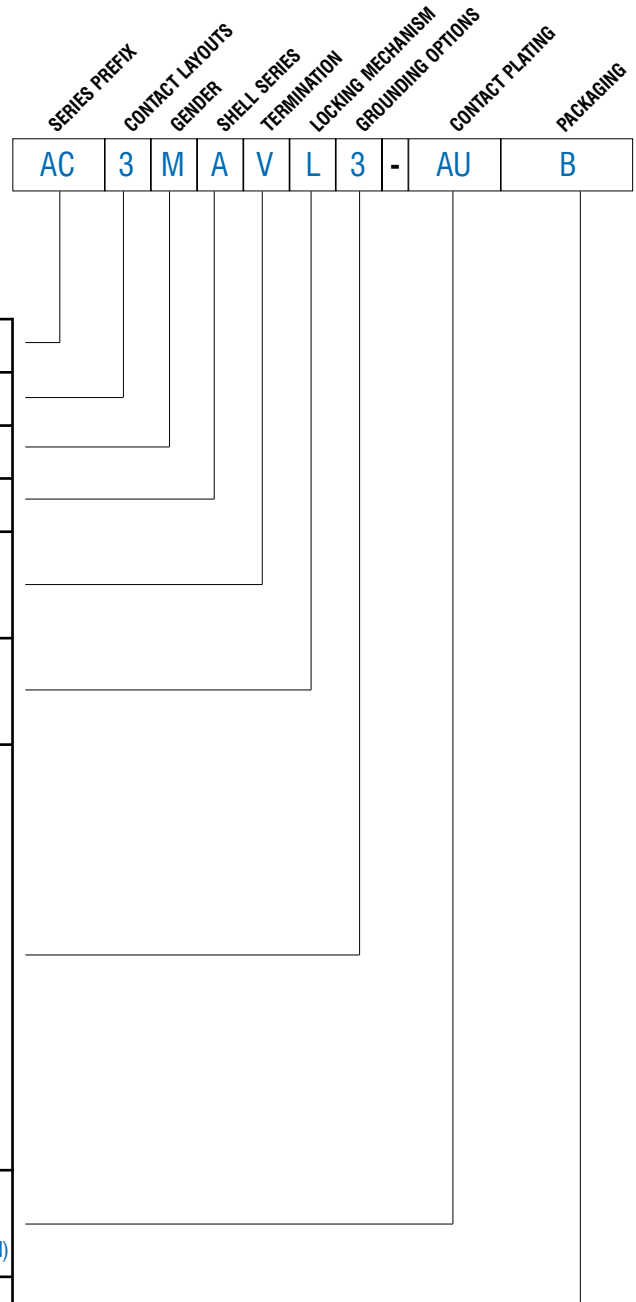 SERIES PREFIX
CONTACT LAYOUTS
GENDER
SHELL SERIES
TERMINATION
LOCKING MECHANISM
GROUNDING OPTIONS
CONTACT PLATING
PACKAGING
AC 3 M A V L 3 - AU B
)